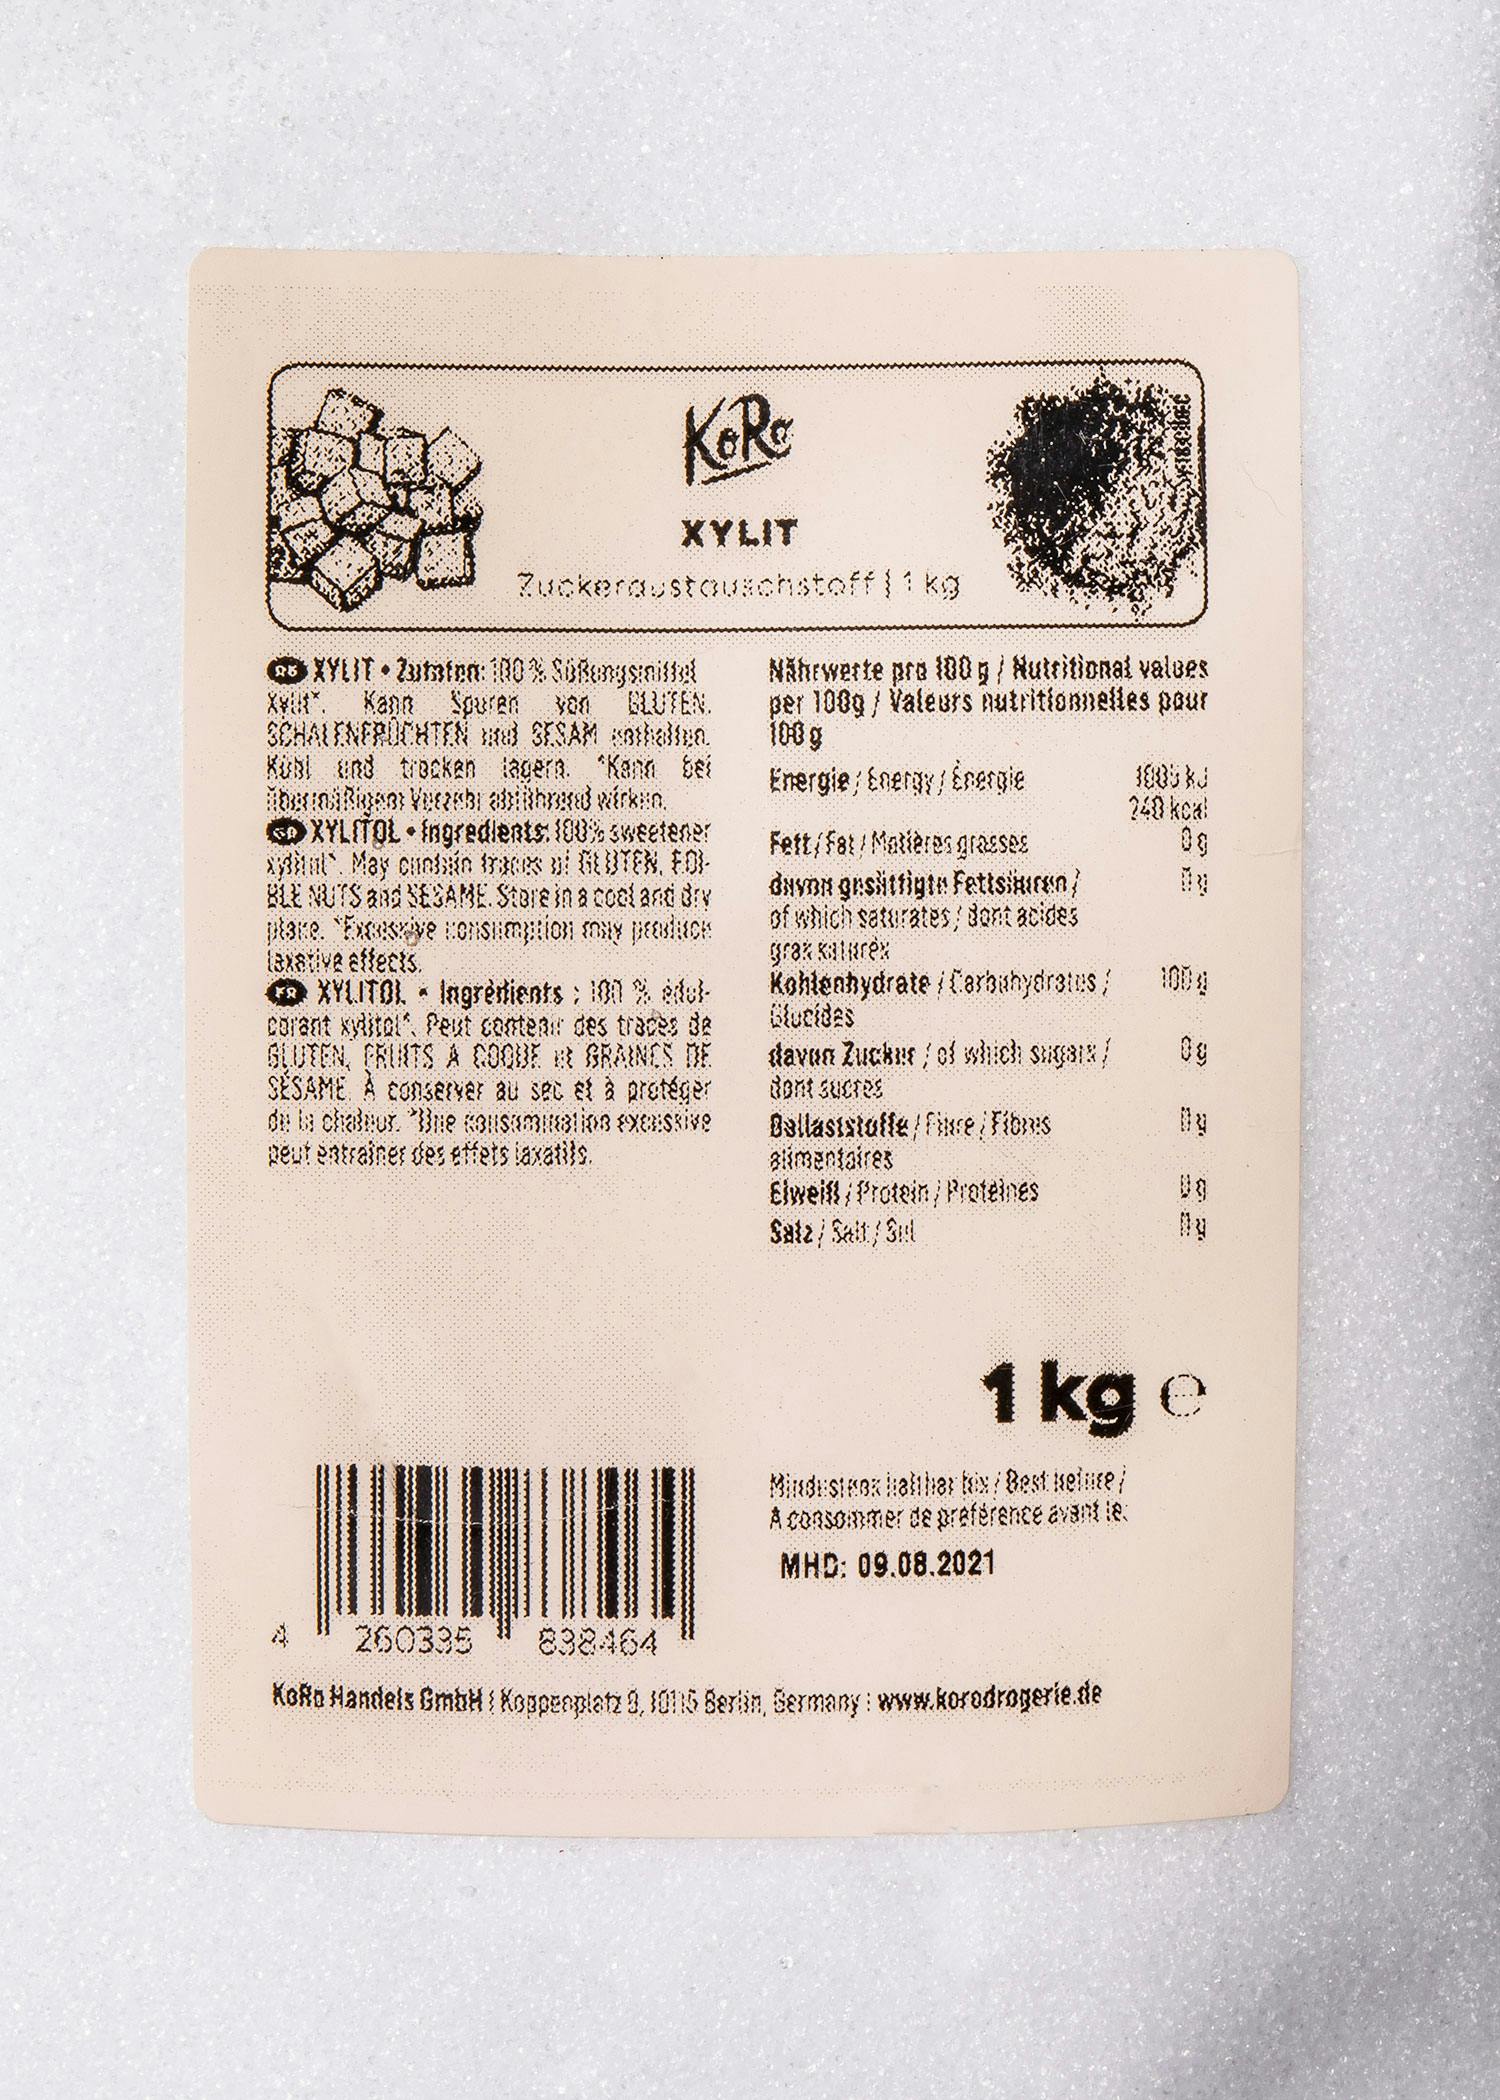 KoRo
XYLIT
Zuckeraustauschstoff | 1 kg
XYLIT • Zutaten: 100 % Süßungsmittel
Xylit*. Kann Spuren von GLUTEN,
SCHALENFRÜCHTEN und SESAM enthalten.
Kühl und trocken lagern. *Kann bei
übermäßigem Verzehr abführend wirken.
GB XYLITOL • Ingredients: 100% sweetener
xylitol*. May contain traces of GLUTEN, EDI-
BLE NUTS and SESAME. Store in a cool and dry
place. *Excessive consumption may produce
laxative effects.
FR XYLITOL • Ingrédients : 100 % édul-
corant xylitol*. Peut contenir des traces de
GLUTEN, FRUITS À COQUE et GRAINES DE
SÉSAME. À conserver au sec et à protéger
de la chaleur. *Une consommation excessive
peut entraîner des effets laxatifs.
Nährwerte pro 100 g / Nutritional values
per 100g / Valeurs nutritionnelles pour
100 g
Energie / Energy / Énergie kJ
240 kcal
Fett / Fat / Matières grasses 0 g
davon gesättigte Fettsäuren / 0 g
of which saturates / dont acides
gras saturés
Kohlenhydrate / Carbohydrates / 100 g
Glucides
davon Zucker / of which sugars / 0 g
dont sucres
Ballaststoffe / Fibre / Fibres 0 g
alimentaires
Eiweiß / Protein / Protéines 0 g
Salz / Salt / Sel 0 g
1 kg ℮
Mindestens haltbar bis / Best before /
À consommer de préférence avant le:
MHD: 09.08.2021
4 260335 838464
KoRo Handels GmbH | Koppenplatz 9, 10115 Berlin, Germany | www.korodrogerie.de